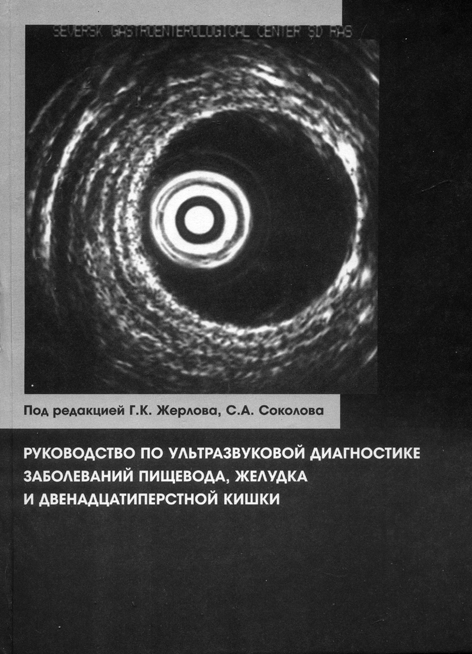 SEVERSK GASTROENTEROLOGICAL CENTER SD RAS
Под редакцией Г.К. Жерлова, С.А. Соколова
РУКОВОДСТВО ПО УЛЬТРАЗВУКОВОЙ ДИАГНОСТИКЕ
ЗАБОЛЕВАНИЙ ПИЩЕВОДА, ЖЕЛУДКА
И ДВЕНАДЦАТИПЕРСТНОЙ КИШКИ